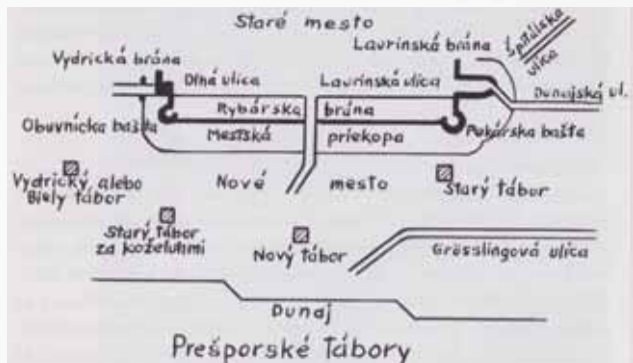 Staré mesto
Špitálska
ulica
Laurinská brána
Vydrická brána
Dlhá ulica
Laurinská ulica
Dunajská ul.
Rybárska brána
Obuvnícka bašta
Mestská priekopa
Pekárska bašta
Vydrický alebo
Biely tábor
Nové mesto
Starý tábor
Starý tábor
za koželuhmi
Nový tábor
Grösslingová ulica
Dunaj
Prešporské Tábory